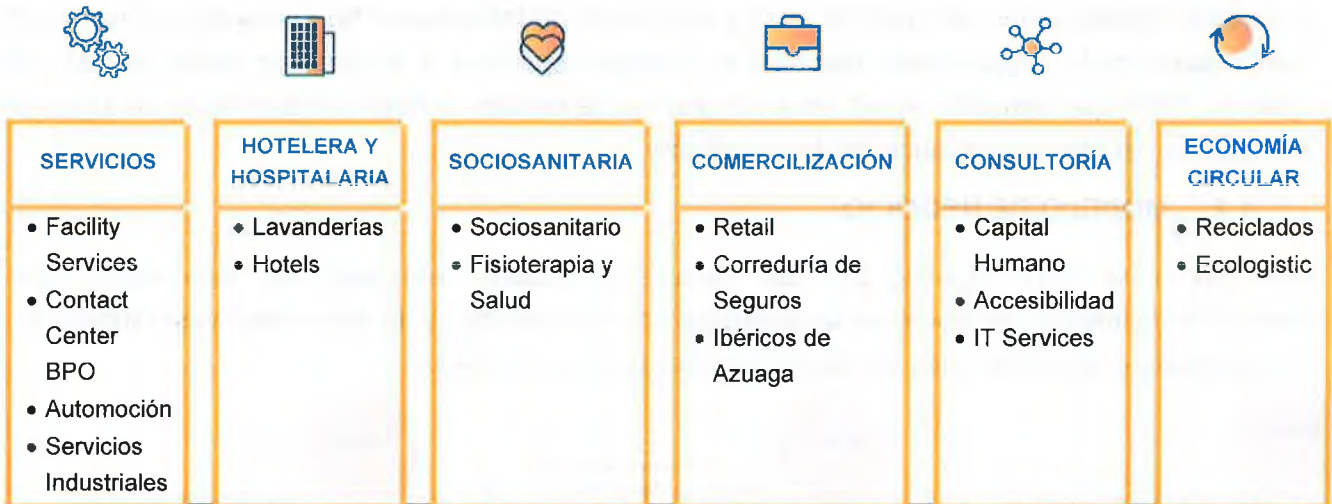 SERVICIOS
• Facility
Services
• Contact
Center
BPO
• Automoción
• Servicios
Industriales
HOTELERA Y
HOSPITALARIA
• Lavanderías
• Hotels
SOCIOSANITARIA
• Sociosanitario
• Fisioterapia y
Salud
COMERCILIZACIÓN
• Retail
• Correduría de
Seguros
• Ibéricos de
Azuaga
CONSULTORÍA
• Capital
Humano
• Accesibilidad
• IT Services
ECONOMÍA
CIRCULAR
• Reciclados
• Ecologistic